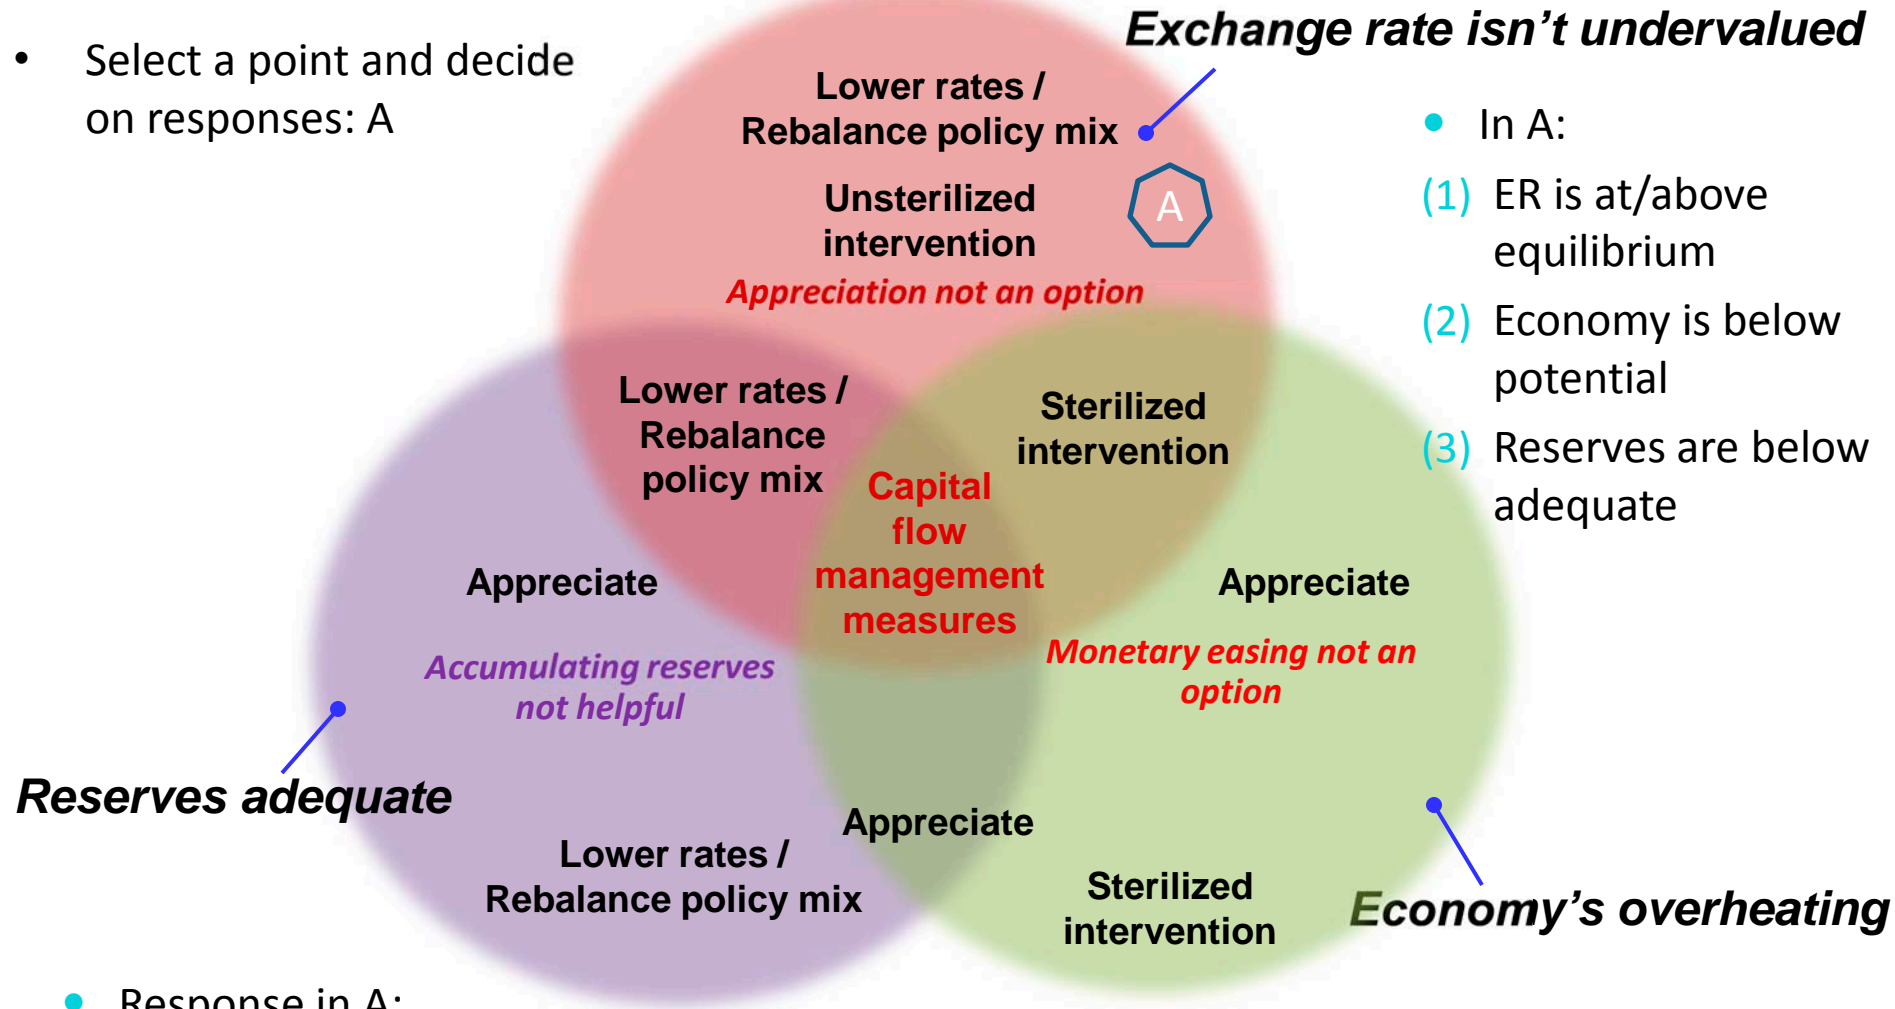 • Select a point and decide
on responses: A
Exchange rate isn’t undervalued
Lower rates /
Rebalance policy mix
Unsterilized
intervention
A
Appreciation not an option
• In A:
(1) ER is at/above
equilibrium
(2) Economy is below
potential
(3) Reserves are below
adequate
Lower rates /
Rebalance
policy mix
Sterilized
intervention
Capital
flow
management
measures
Appreciate
Accumulating reserves
not helpful
Appreciate
Monetary easing not an
option
Reserves adequate
Appreciate
Lower rates /
Rebalance policy mix
Sterilized
intervention
Economy’s overheating
• Response in A: